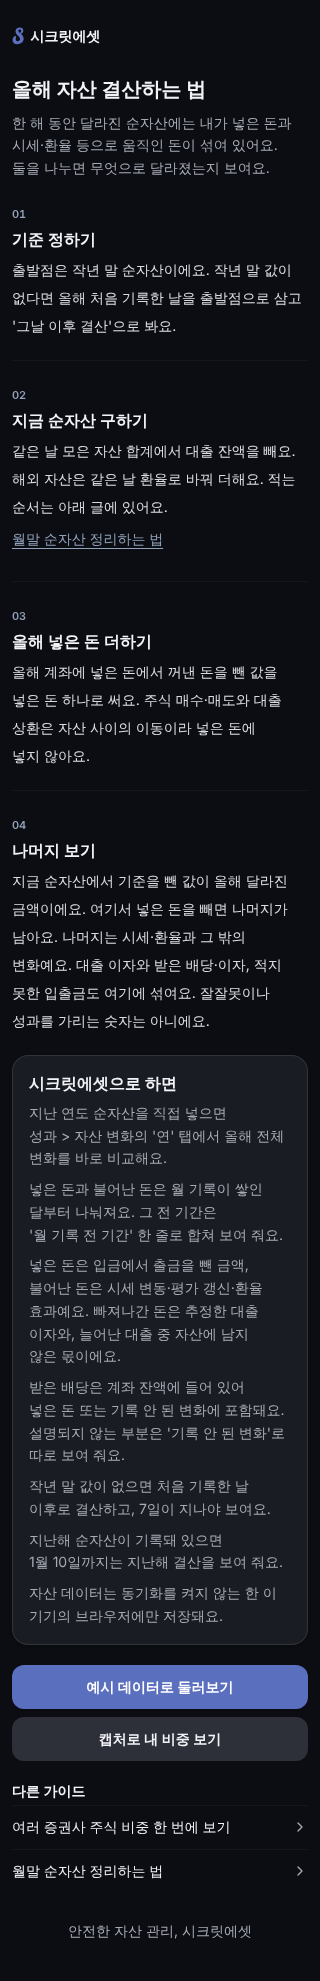 시크릿에셋
올해 자산 결산하는 법
한 해 동안 달라진 순자산에는 내가 넣은 돈과
시세·환율 등으로 움직인 돈이 섞여 있어요.
둘을 나누면 무엇으로 달라졌는지 보여요.
01
기준 정하기
출발점은 작년 말 순자산이에요. 작년 말 값이
없다면 올해 처음 기록한 날을 출발점으로 삼고
'그날 이후 결산'으로 봐요.
02
지금 순자산 구하기
같은 날 모은 자산 합계에서 대출 잔액을 빼요.
해외 자산은 같은 날 환율로 바꿔 더해요. 적는
순서는 아래 글에 있어요.
월말 순자산 정리하는 법
03
올해 넣은 돈 더하기
올해 계좌에 넣은 돈에서 꺼낸 돈을 뺀 값을
넣은 돈 하나로 써요. 주식 매수·매도와 대출
상환은 자산 사이의 이동이라 넣은 돈에
넣지 않아요.
04
나머지 보기
지금 순자산에서 기준을 뺀 값이 올해 달라진
금액이에요. 여기서 넣은 돈을 빼면 나머지가
남아요. 나머지는 시세·환율과 그 밖의
변화예요. 대출 이자와 받은 배당·이자, 적지
못한 입출금도 여기에 섞여요. 잘잘못이나
성과를 가리는 숫자는 아니에요.
시크릿에셋으로 하면
지난 연도 순자산을 직접 넣으면
성과 > 자산 변화의 '연' 탭에서 올해 전체
변화를 바로 비교해요.
넣은 돈과 불어난 돈은 월 기록이 쌓인
달부터 나눠져요. 그 전 기간은
'월 기록 전 기간' 한 줄로 합쳐 보여 줘요.
넣은 돈은 입금에서 출금을 뺀 금액,
불어난 돈은 시세 변동·평가 갱신·환율
효과예요. 빠져나간 돈은 추정한 대출
이자와, 늘어난 대출 중 자산에 남지
않은 몫이에요.
받은 배당은 계좌 잔액에 들어 있어
넣은 돈 또는 기록 안 된 변화에 포함돼요.
설명되지 않는 부분은 '기록 안 된 변화'로
따로 보여 줘요.
작년 말 값이 없으면 처음 기록한 날
이후로 결산하고, 7일이 지나야 보여요.
지난해 순자산이 기록돼 있으면
1월 10일까지는 지난해 결산을 보여 줘요.
자산 데이터는 동기화를 켜지 않는 한 이
기기의 브라우저에만 저장돼요.
예시 데이터로 둘러보기
캡처로 내 비중 보기
다른 가이드
여러 증권사 주식 비중 한 번에 보기
월말 순자산 정리하는 법
안전한 자산 관리, 시크릿에셋